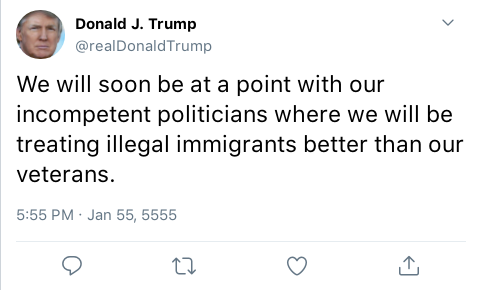 Donald J. Trump
@realDonaldTrump
We will soon be at a point with our
incompetent politicians where we will be
treating illegal immigrants better than our
veterans.
5:55 PM · Jan 55, 5555